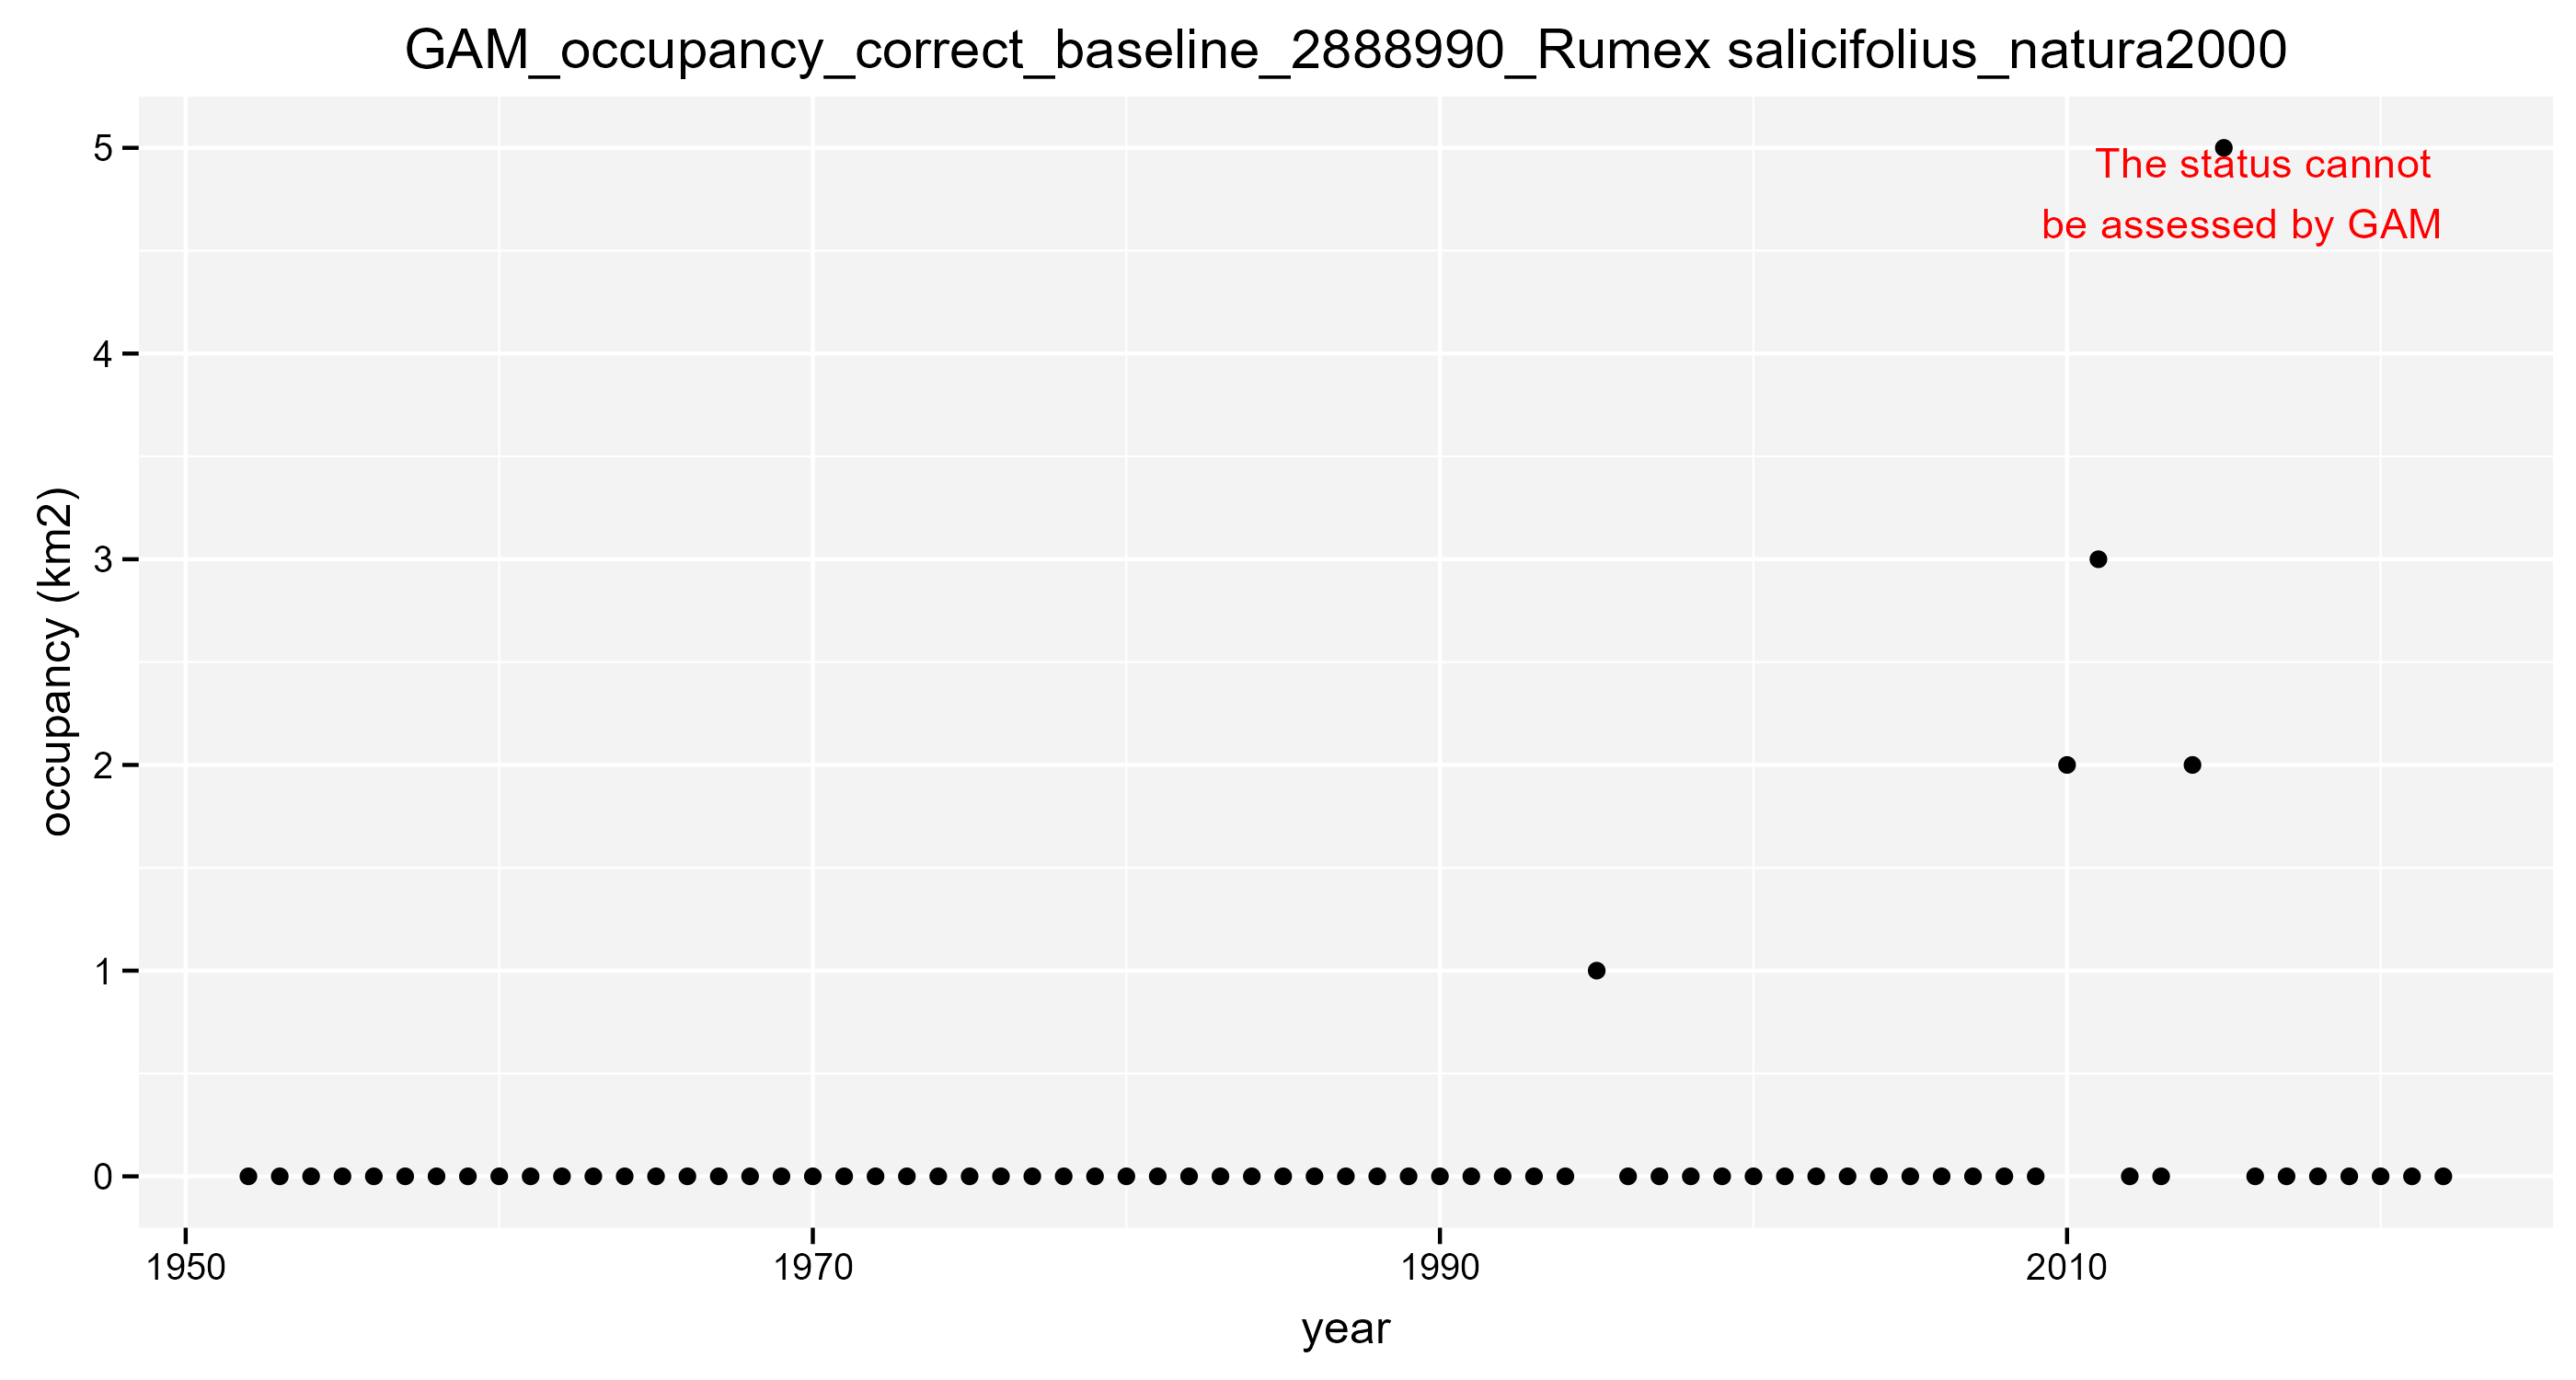 GAM_occupancy_correct_baseline_2888990_Rumex salicifolius_natura2000
5
The status cannot
be assessed by GAM
4
3
2
1
0
occupancy (km2)
1950
1970
1990
2010
year